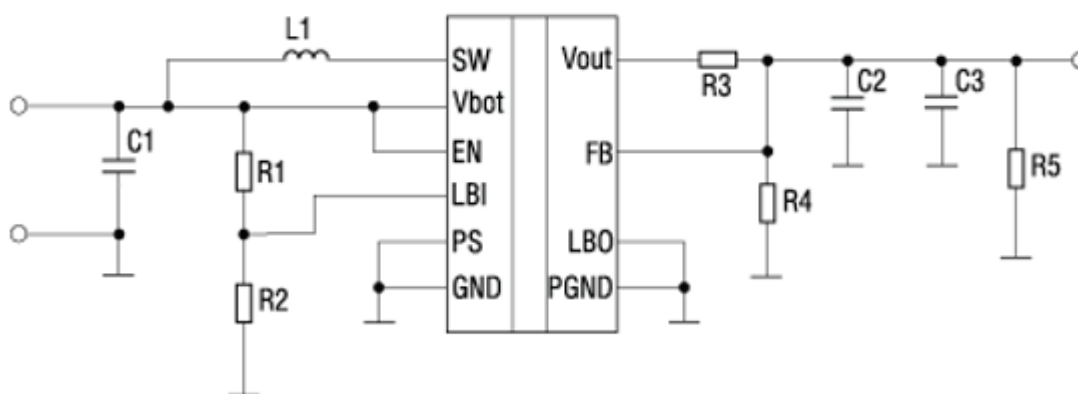 L1
SW
Vout
R3
C2
C3
Vbot
C1
EN
FB
R1
R5
LBI
R4
PS
LBO
R2
GND
PGND